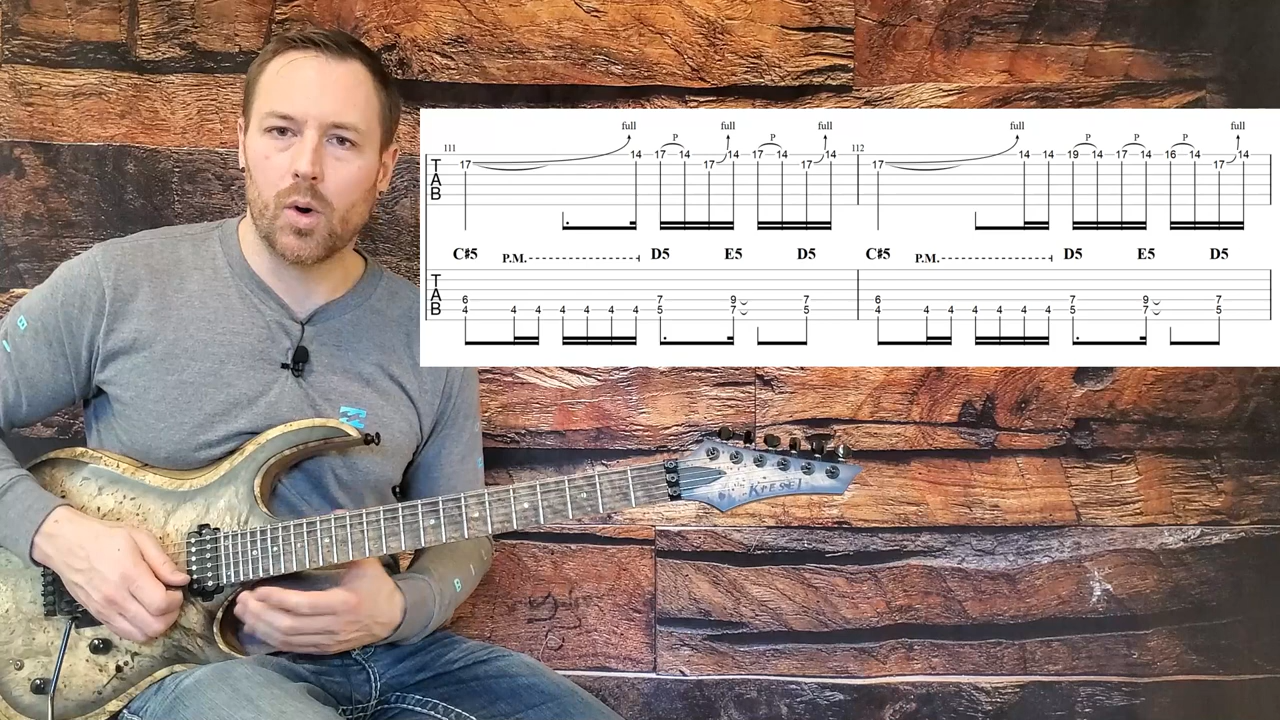 full full full full full
111 P P 112 P P P
T 17 14 17 14 17 14 17 14 17 14 17 14 14 19 14 17 14 16 14 17 14
A
B
C♯5 P.M. D5 E5 D5 C♯5 P.M. D5 E5 D5
T
A 6 7 9 7 6 7 9 7
B 4 4 4 4 4 4 4 5 7 5 4 4 4 4 4 4 4 5 7 5
KIESEL